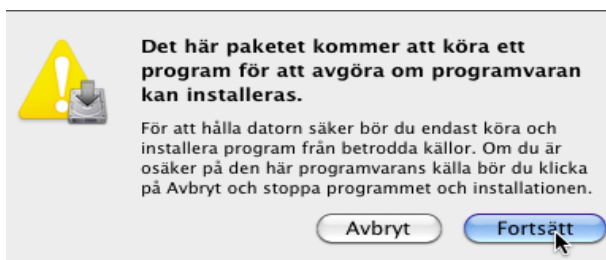 Det här paketet kommer att köra ett
program för att avgöra om programvaran
kan installeras.
För att hålla datorn säker bör du endast köra och
installera program från betrodda källor. Om du är
osäker på den här programvarans källa bör du klicka
på Avbryt och stoppa programmet och installationen.
Avbryt
Fortsätt